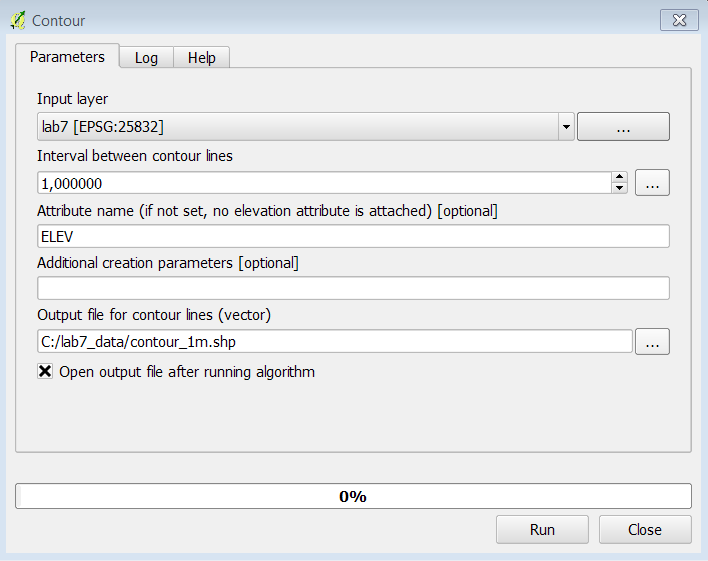 Contour
Parameters Log Help
Input layer
lab7 [EPSG:25832] ...
Interval between contour lines
1,000000 ...
Attribute name (if not set, no elevation attribute is attached) [optional]
ELEV
Additional creation parameters [optional]
Output file for contour lines (vector)
C:/lab7_data/contour_1m.shp ...
Open output file after running algorithm
0%
Run Close